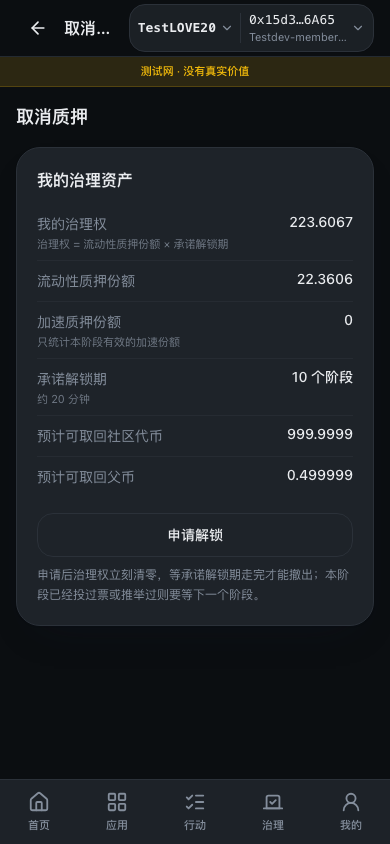 取消...
TestLOVE20
0x15d3…6A65
Testdev-member...
测试网 · 没有真实价值
取消质押
我的治理资产
我的治理权
223.6067
治理权 = 流动性质押份额 × 承诺解锁期
流动性质押份额
22.3606
加速质押份额
0
只统计本阶段有效的加速份额
承诺解锁期
10 个阶段
约 20 分钟
预计可取回社区代币
999.9999
预计可取回父币
0.499999
申请解锁
申请后治理权立刻清零，等承诺解锁期走完才能撤出；本阶
段已经投过票或推举过则要等下一个阶段。
首页
应用
行动
治理
我的